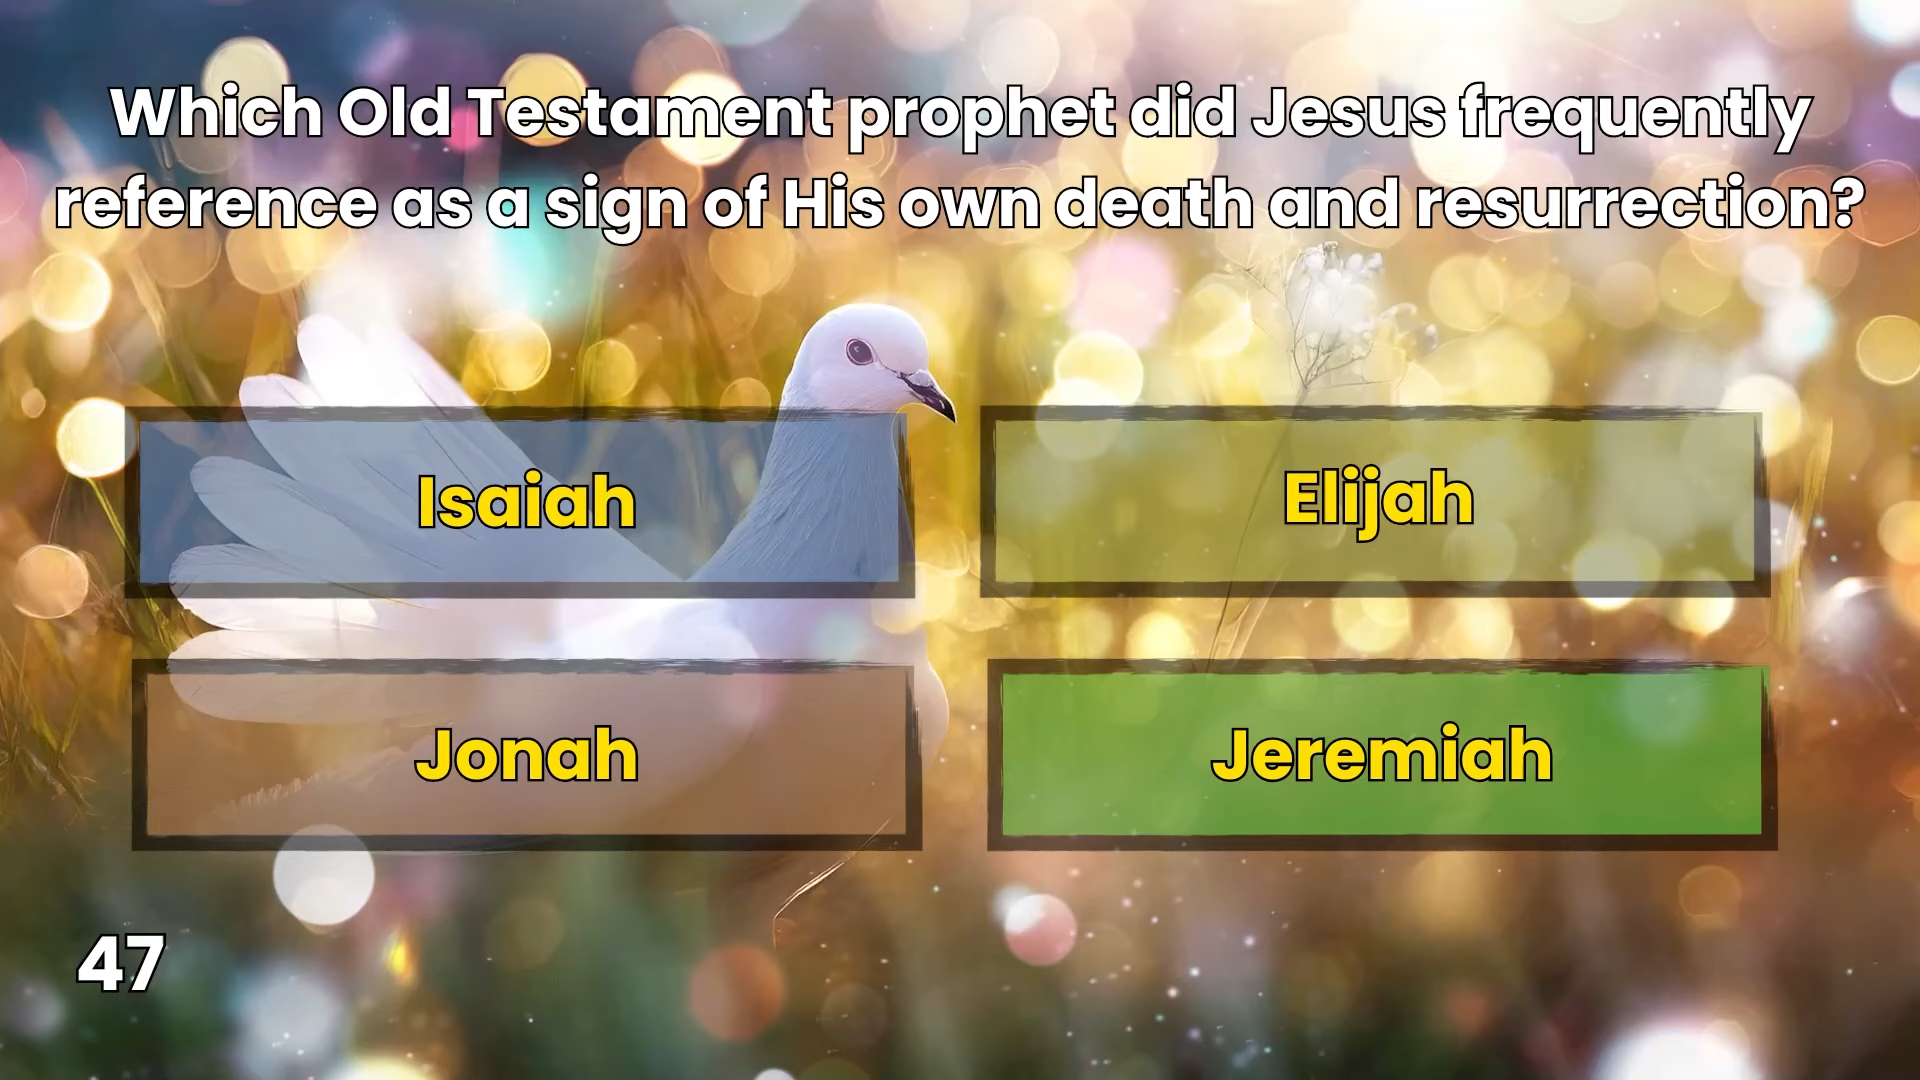 Which Old Testament prophet did Jesus frequently
reference as a sign of His own death and resurrection?
Isaiah
Elijah
Jonah
Jeremiah
47